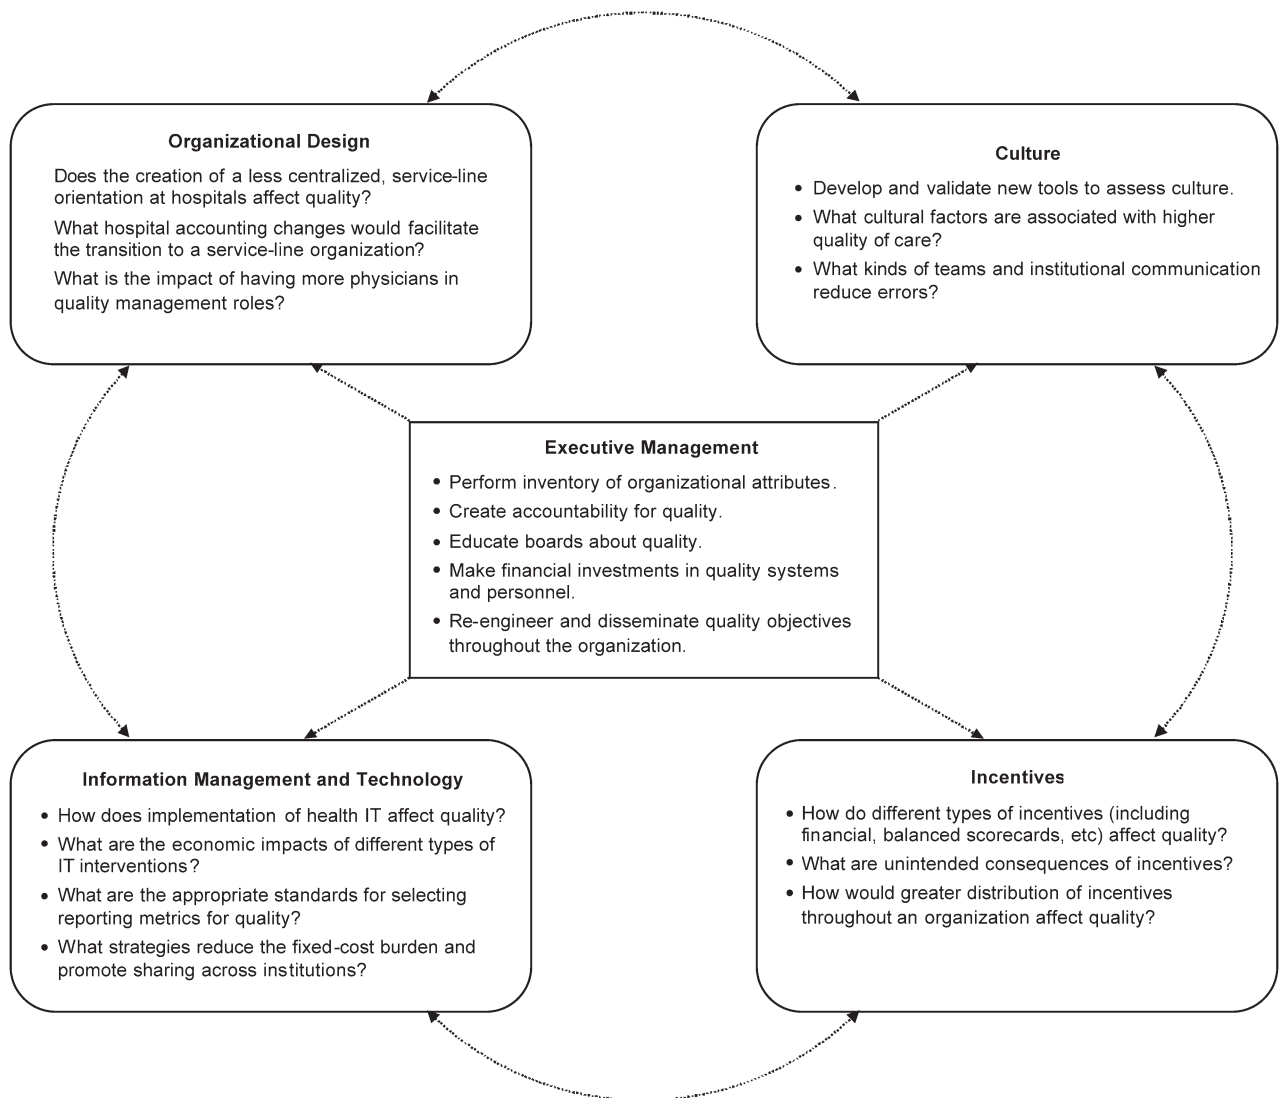 Organizational Design
Does the creation of a less centralized, service-line
orientation at hospitals affect quality?
What hospital accounting changes would facilitate
the transition to a service-line organization?
What is the impact of having more physicians in
quality management roles?
Culture
• Develop and validate new tools to assess culture.
• What cultural factors are associated with higher
quality of care?
• What kinds of teams and institutional communication
reduce errors?
Executive Management
• Perform inventory of organizational attributes.
• Create accountability for quality.
• Educate boards about quality.
• Make financial investments in quality systems
and personnel.
• Re-engineer and disseminate quality objectives
throughout the organization.
Information Management and Technology
• How does implementation of health IT affect quality?
• What are the economic impacts of different types of
IT interventions?
• What are the appropriate standards for selecting
reporting metrics for quality?
• What strategies reduce the fixed-cost burden and
promote sharing across institutions?
Incentives
• How do different types of incentives (including
financial, balanced scorecards, etc) affect quality?
• What are unintended consequences of incentives?
• How would greater distribution of incentives
throughout an organization affect quality?